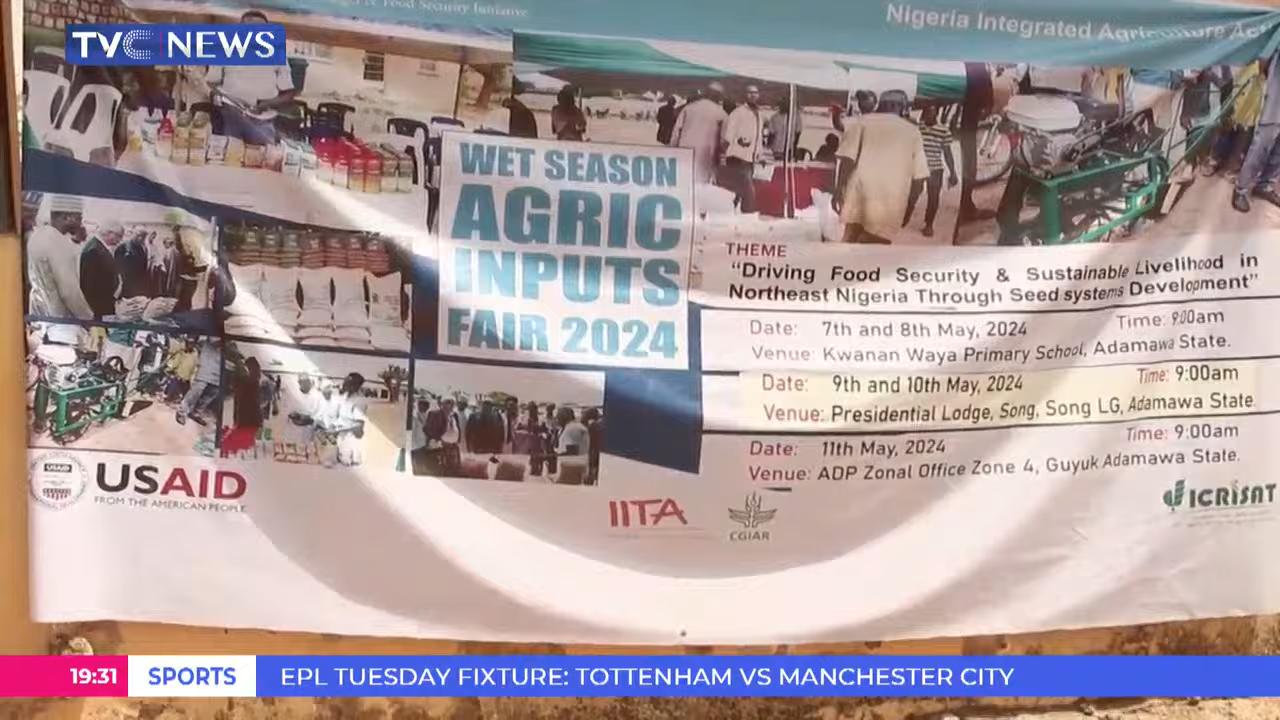 & Food Security Initiative
Nigeria Integrated Agriculture
TVC NEWS
WET SEASON
AGRIC
INPUTS
FAIR 2024
THEME
"Driving Food Security & Sustainable Livelihood in
Northeast Nigeria Through Seed systems Development"
Date: 7th and 8th May, 2024 Time: 9:00am
Venue: Kwanan Waya Primary School, Adamawa State.
Date: 9th and 10th May, 2024 Time: 9:00am
Venue: Presidential Lodge, Song, Song LG, Adamawa State.
Date: 11th May, 2024 Time: 9:00am
Venue: ADP Zonal Office Zone 4, Guyuk Adamawa State.
USAID
USAID
FROM THE AMERICAN PEOPLE
IITA
CGIAR
ICRISAT
19:31 SPORTS EPL TUESDAY FIXTURE: TOTTENHAM VS MANCHESTER CITY